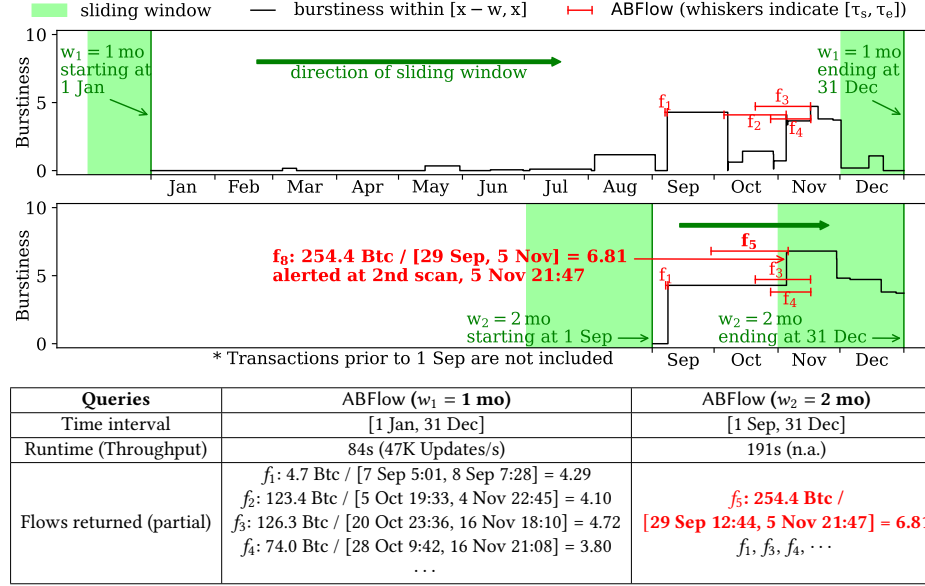 sliding window burstiness within [x − w, x] ABFlow (whiskers indicate [τs, τe])
Burstiness
10
5
0
w1 = 1 mo
starting at
1 Jan
direction of sliding window
w1 = 1 mo
ending at
31 Dec
f1
f3
f2
f4
Jan Feb Mar Apr May Jun Jul Aug Sep Oct Nov Dec
Burstiness
10
5
0
f8: 254.4 Btc / [29 Sep, 5 Nov] = 6.81
alerted at 2nd scan, 5 Nov 21:47
f5
f1
f3
f4
w2 = 2 mo
starting at 1 Sep
w2 = 2 mo
ending at 31 Dec
* Transactions prior to 1 Sep are not included
Sep Oct Nov Dec
Queries ABFlow (w1 = 1 mo) ABFlow (w2 = 2 mo)
Time interval [1 Jan, 31 Dec] [1 Sep, 31 Dec]
Runtime (Throughput) 84s (47K Updates/s) 191s (n.a.)
Flows returned (partial)
f1: 4.7 Btc / [7 Sep 5:01, 8 Sep 7:28] = 4.29
f2: 123.4 Btc / [5 Oct 19:33, 4 Nov 22:45] = 4.10
f3: 126.3 Btc / [20 Oct 23:36, 16 Nov 18:10] = 4.72
f4: 74.0 Btc / [28 Oct 9:42, 16 Nov 21:08] = 3.80
· · ·
f5: 254.4 Btc /
[29 Sep 12:44, 5 Nov 21:47] = 6.81
f1, f3, f4, · · ·